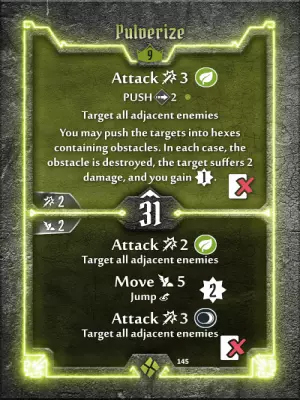 Pulverize
9
Attack 3
PUSH 2
Target all adjacent enemies
You may push the targets into hexes
containing obstacles. In each case, the
obstacle is destroyed, the target suffers 2
damage, and you gain 1.
2
31
2
Attack 2
Target all adjacent enemies
Move 5
Jump
2
Attack 3
Target all adjacent enemies
145